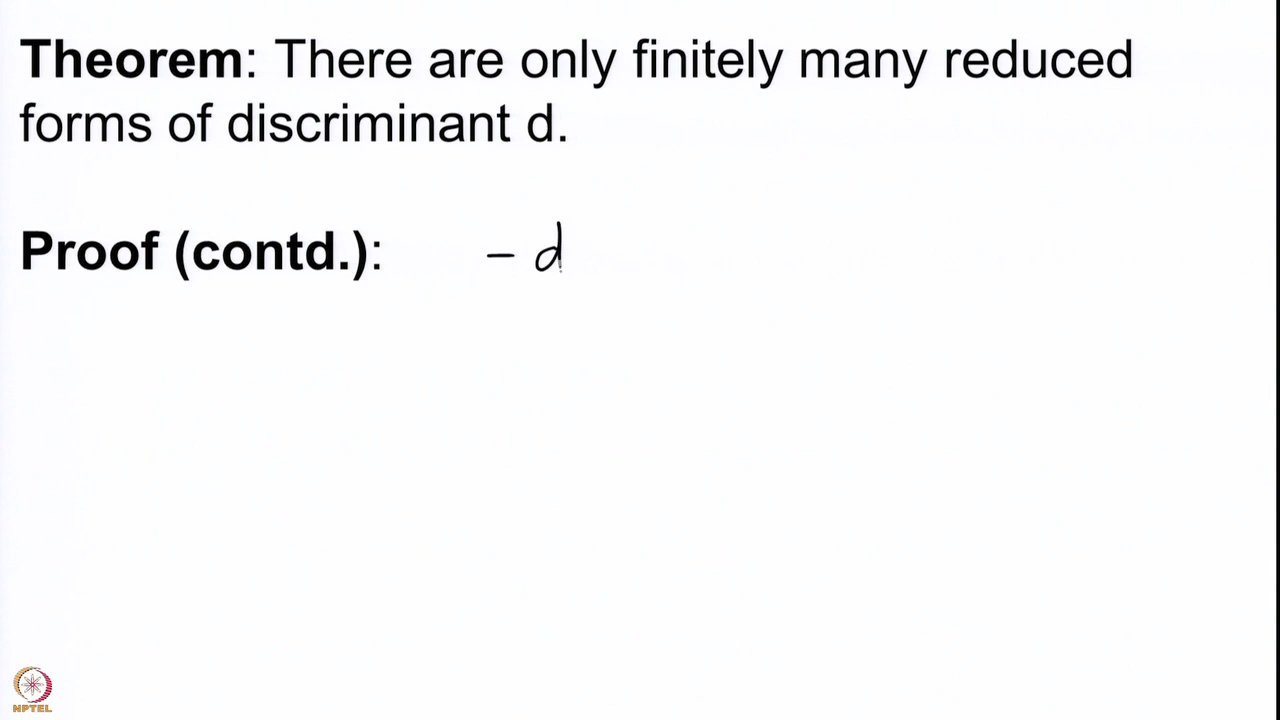 Theorem: There are only finitely many reduced
forms of discriminant d.
Proof (contd.): – d
NPTEL